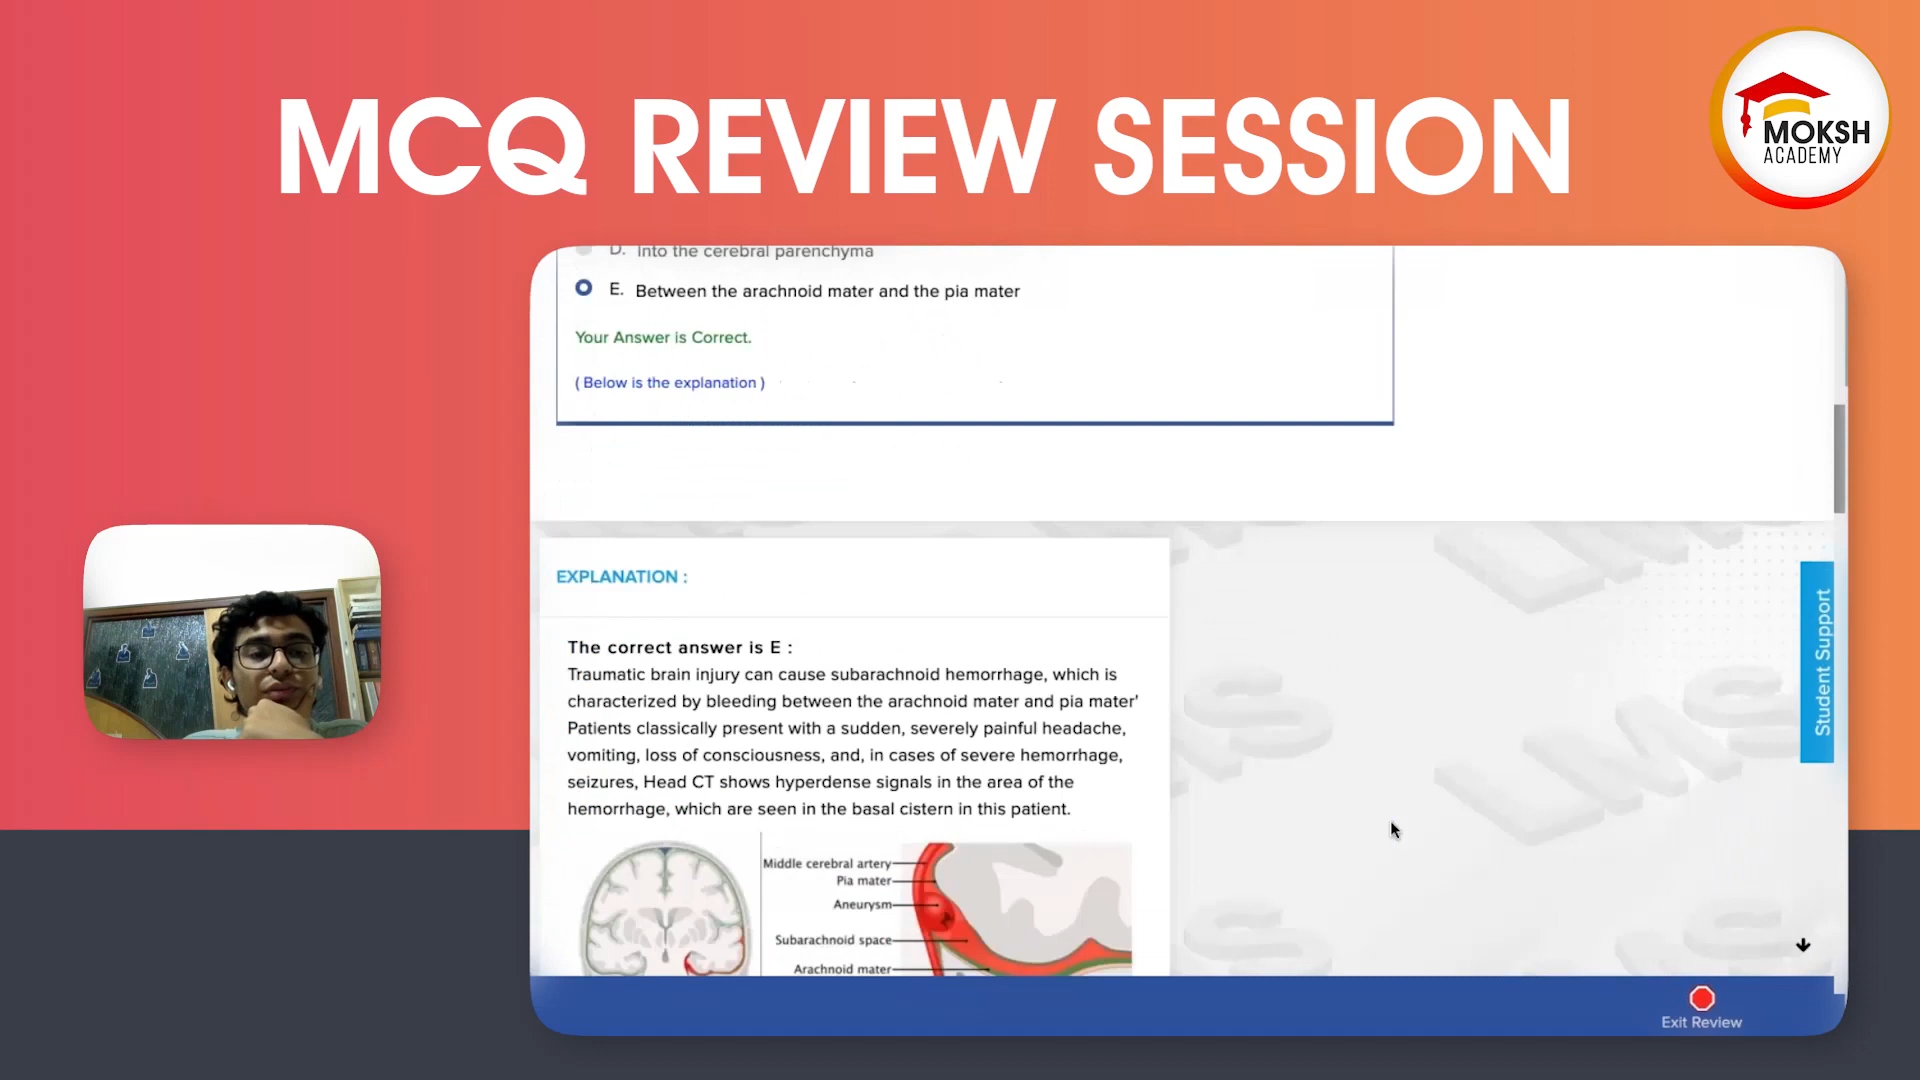 MCQ REVIEW SESSION
MOKSH
ACADEMY
D. Into the cerebral parenchyma
E. Between the arachnoid mater and the pia mater
Your Answer is Correct.
( Below is the explanation )
EXPLANATION :
The correct answer is E :
Traumatic brain injury can cause subarachnoid hemorrhage, which is
characterized by bleeding between the arachnoid mater and pia mater'
Patients classically present with a sudden, severely painful headache,
vomiting, loss of consciousness, and, in cases of severe hemorrhage,
seizures, Head CT shows hyperdense signals in the area of the
hemorrhage, which are seen in the basal cistern in this patient.
Middle cerebral artery
Pia mater
Aneurysm
Subarachnoid space
Arachnoid mater
Student Support
Exit Review